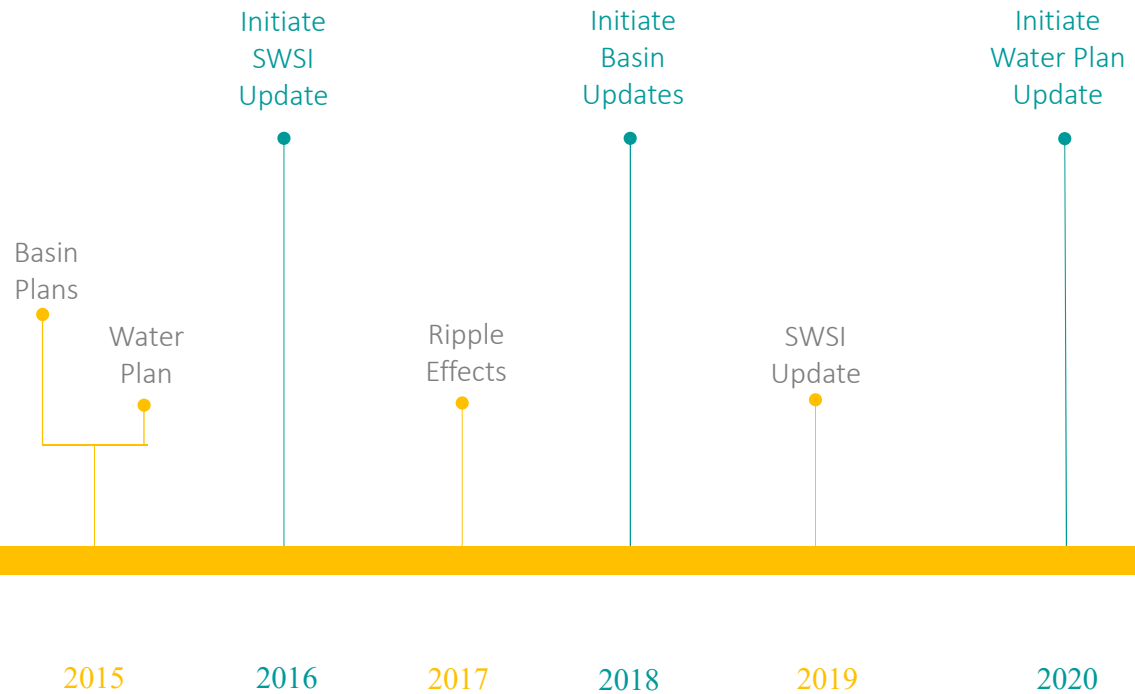 Initiate
SWSI
Update
Initiate
Basin
Updates
Initiate
Water Plan
Update
Basin
Plans
Water
Plan
Ripple
Effects
SWSI
Update
2015
2016
2017
2018
2019
2020